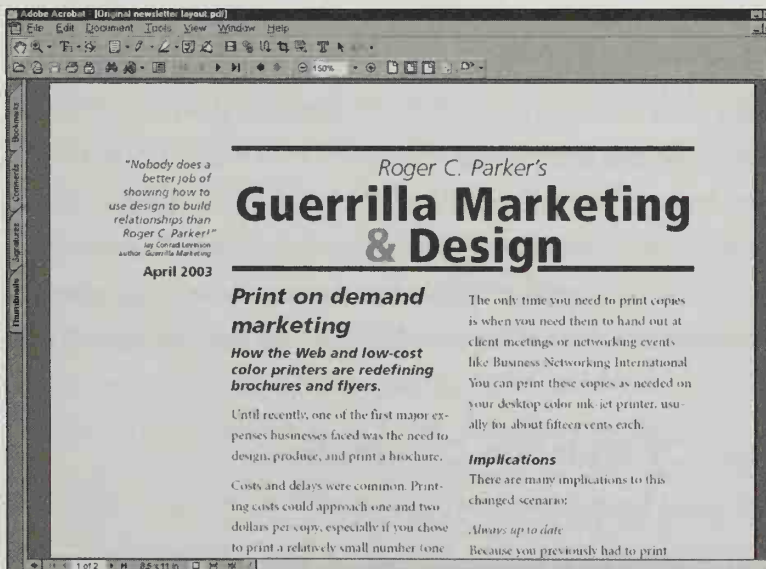 Adobe Acrobat - [Original newsletter layout.pdf]
File Edit Document Tools View Window Help
150%
Bookmarks
Comments
Signatures
Thumbnails
"Nobody does a
better job of
showing how to
use design to build
relationships than
Roger C. Parker!"
Jay Conrad Levinson
author Guerrilla Marketing
April 2003
Roger C. Parker's
Guerrilla Marketing
& Design
Print on demand
marketing
How the Web and low-cost
color printers are redefining
brochures and flyers.
Until recently, one of the first major ex-
penses businesses faced was the need to
design, produce, and print a brochure.
Costs and delays were common. Print-
ing costs could approach one and two
dollars per copy, especially if you chose
to print a relatively small number (one
The only time you need to print copies
is when you need them to hand out at
client meetings or networking events
like Business Networking International
You can print these copies as needed on
your desktop color ink-jet printer, usu-
ally for about fifteen cents each.
Implications
There are many implications to this
changed scenario:
Always up to date
Because you previously had to print
1 of 2 8.5 x 11 in